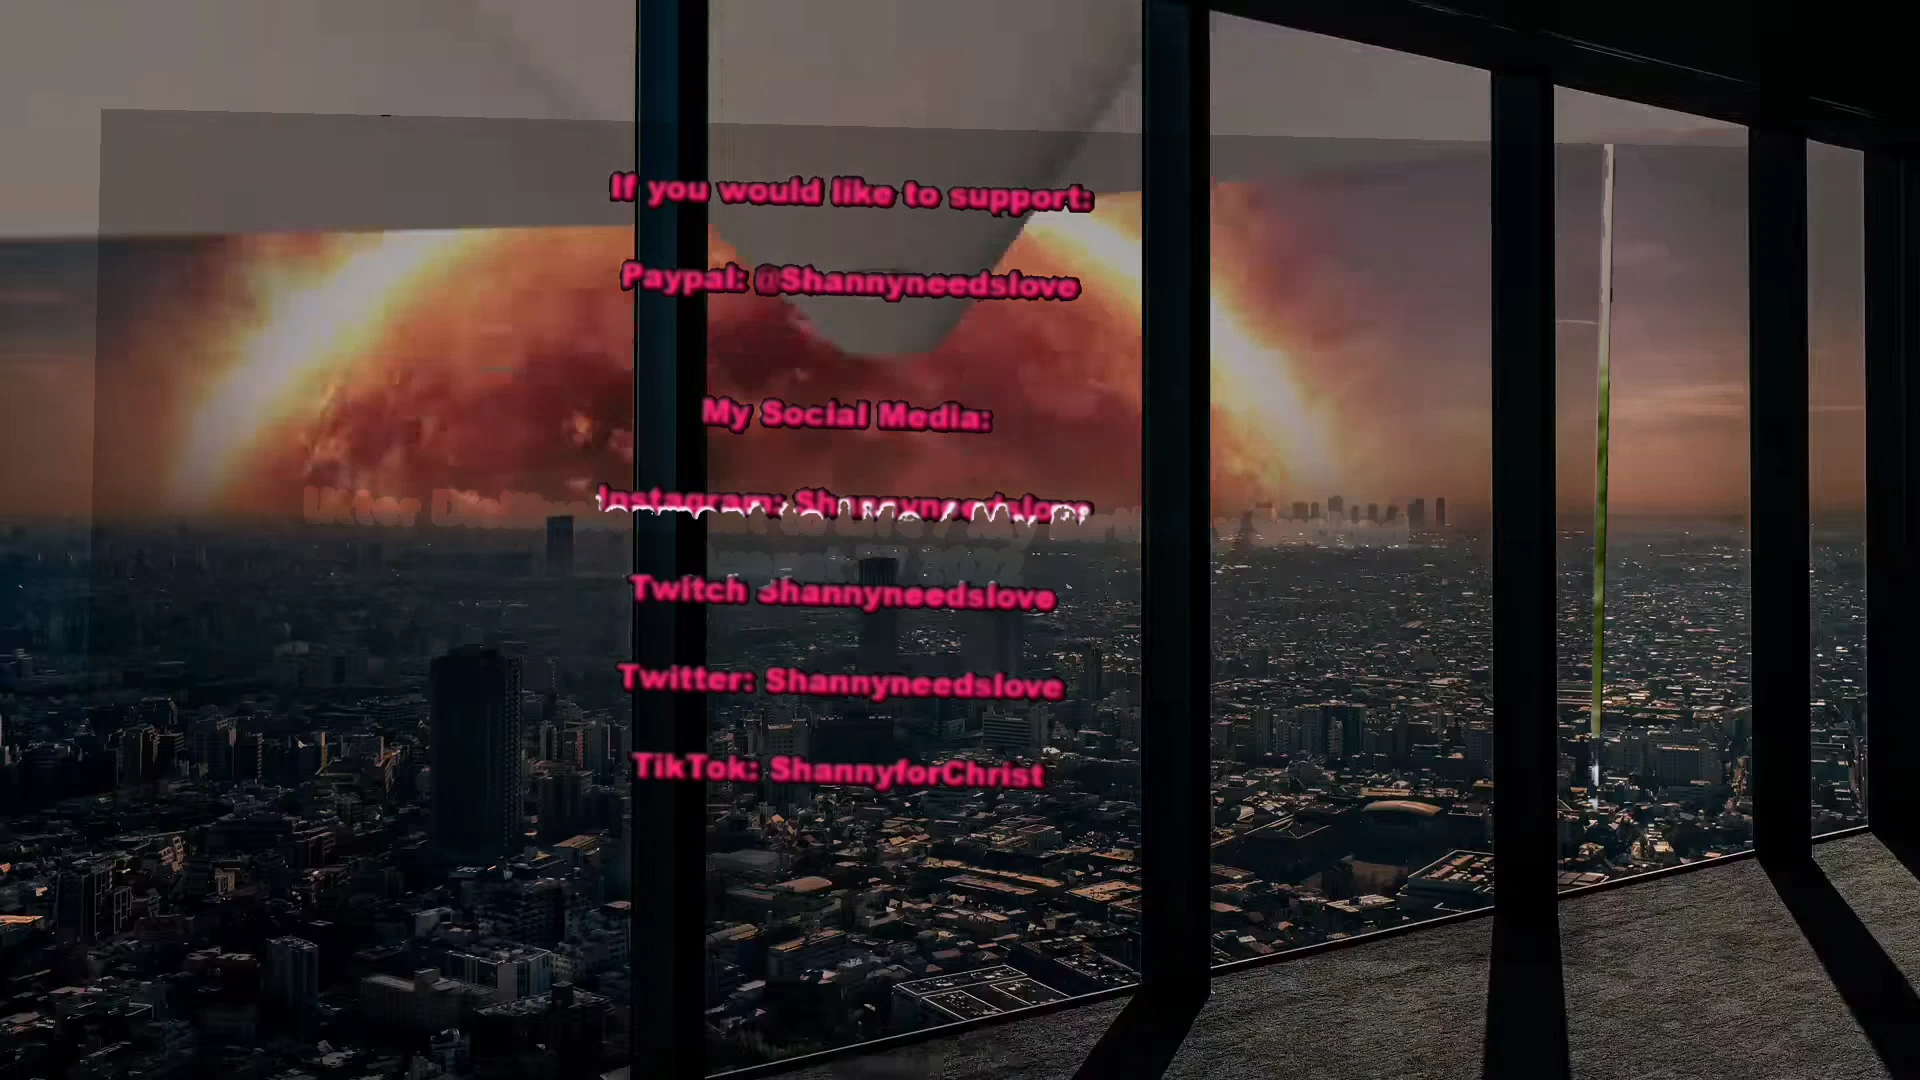 If you would like to support:
Paypal: @Shannyneedslove
My Social Media:
Instagram: Shannyneedslove
Twitch Shannyneedslove
Twitter: Shannyneedslove
TikTok: ShannyforChrist